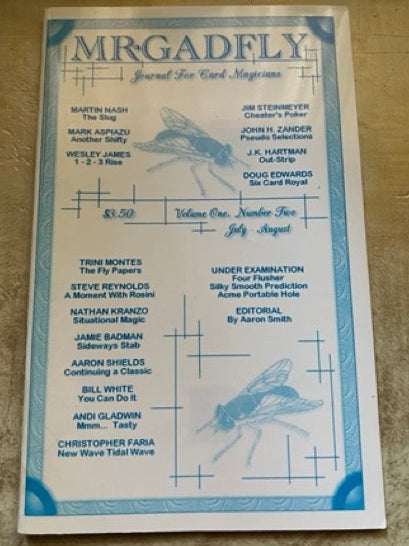 MR·GADFLY
Journal For Card Magicians
MARTIN NASH
The Slug
MARK ASPIAZU
Another Shifty
WESLEY JAMES
1 - 2 - 3 Rise
JIM STEINMEYER
Cheater's Poker
JOHN H. ZANDER
Pseudo Selections
J.K. HARTMAN
Out-Strip
DOUG EDWARDS
Six Card Royal
$3.50
Volume One, Number Two
July - August
TRINI MONTES
The Fly Papers
STEVE REYNOLDS
A Moment With Rosini
NATHAN KRANZO
Situational Magic
JAMIE BADMAN
Sideways Stab
AARON SHIELDS
Continuing a Classic
BILL WHITE
You Can Do It
ANDI GLADWIN
Mmm... Tasty
CHRISTOPHER FARIA
New Wave Tidal Wave
UNDER EXAMINATION
Four Flusher
Silky Smooth Prediction
Acme Portable Hole
EDITORIAL
By Aaron Smith